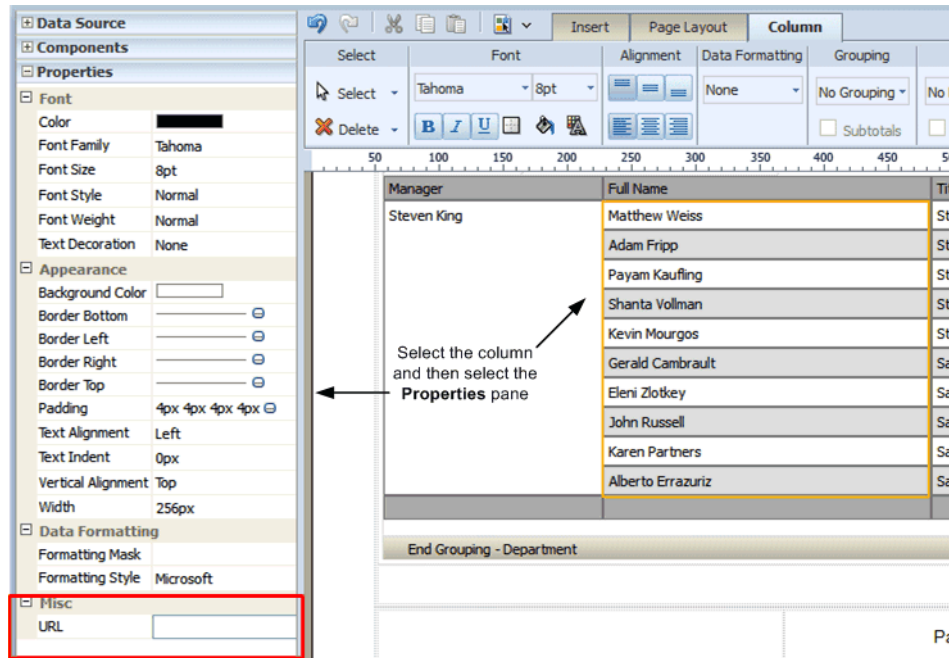 Data Source
Components
Properties
Font
Color
Font Family Tahoma
Font Size 8pt
Font Style Normal
Font Weight Normal
Text Decoration None
Appearance
Background Color
Border Bottom
Border Left
Border Right
Border Top
Padding 4px 4px 4px 4px
Text Alignment Left
Text Indent 0px
Vertical Alignment Top
Width 256px
Data Formatting
Formatting Mask
Formatting Style Microsoft
Misc
URL
Insert Page Layout Column
Select Font Alignment Data Formatting Grouping
Select Tahoma 8pt None No Grouping No
Delete B I U Subtotals
50 100 150 200 250 300 350 400 450
Manager Full Name
Steven King Matthew Weiss
Adam Fripp
Payam Kaufling
Shanta Vollman
Kevin Mourgos
Gerald Cambrault
Eleni Zlotkey
John Russell
Karen Partners
Alberto Errazuriz
Select the column
and then select the
Properties pane
End Grouping - Department